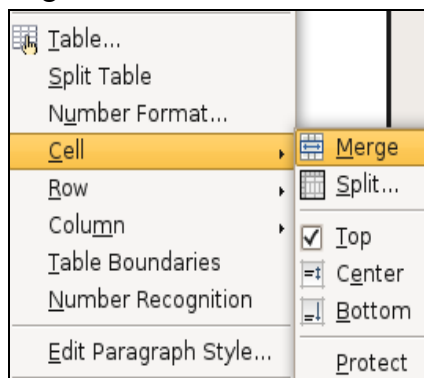 Table...
Split Table
Number Format...
Cell
Row
Column
Table Boundaries
Number Recognition
Edit Paragraph Style...
Merge
Split...
Top
Center
Bottom
Protect